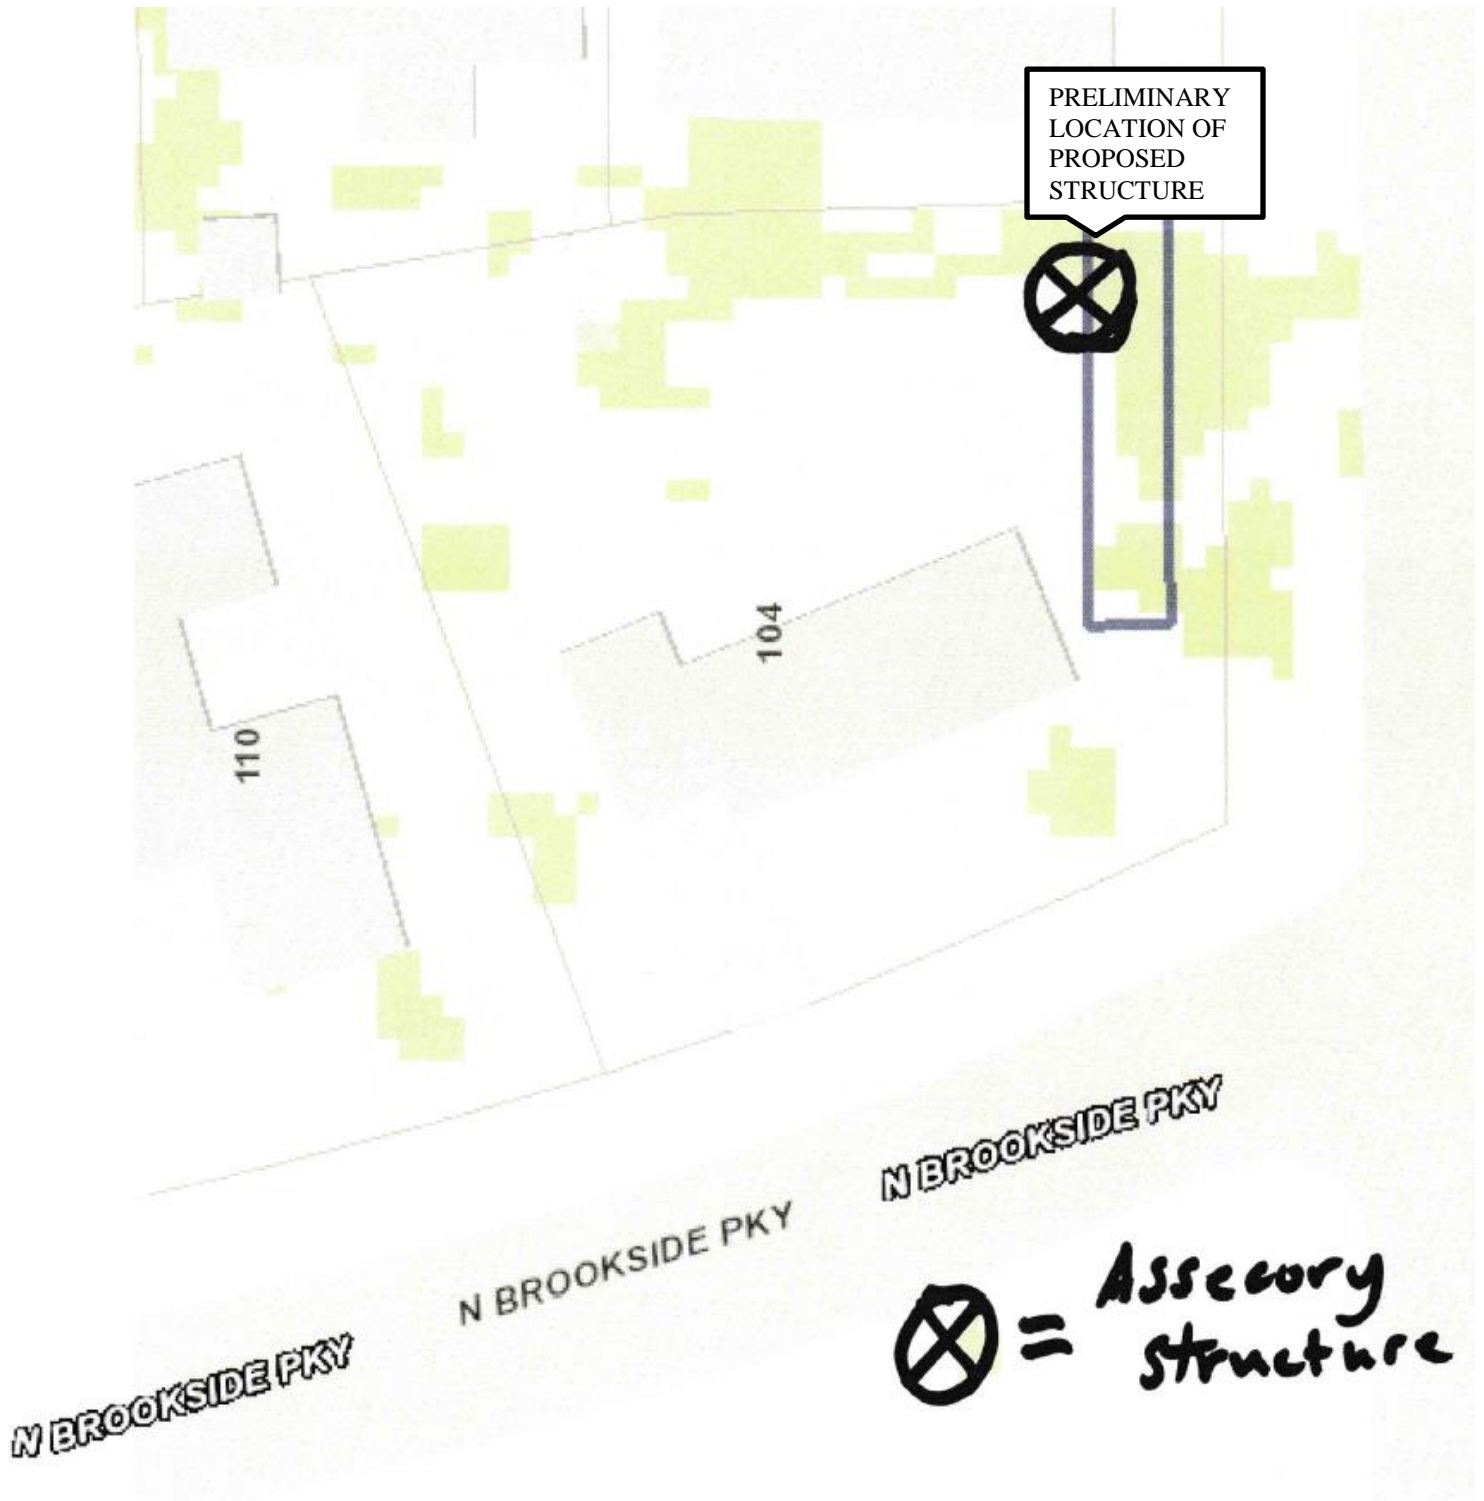 PRELIMINARY
LOCATION OF
PROPOSED
STRUCTURE
104
110
N BROOKSIDE PKY
N BROOKSIDE PKY
N BROOKSIDE PKY
= Assecory
structure